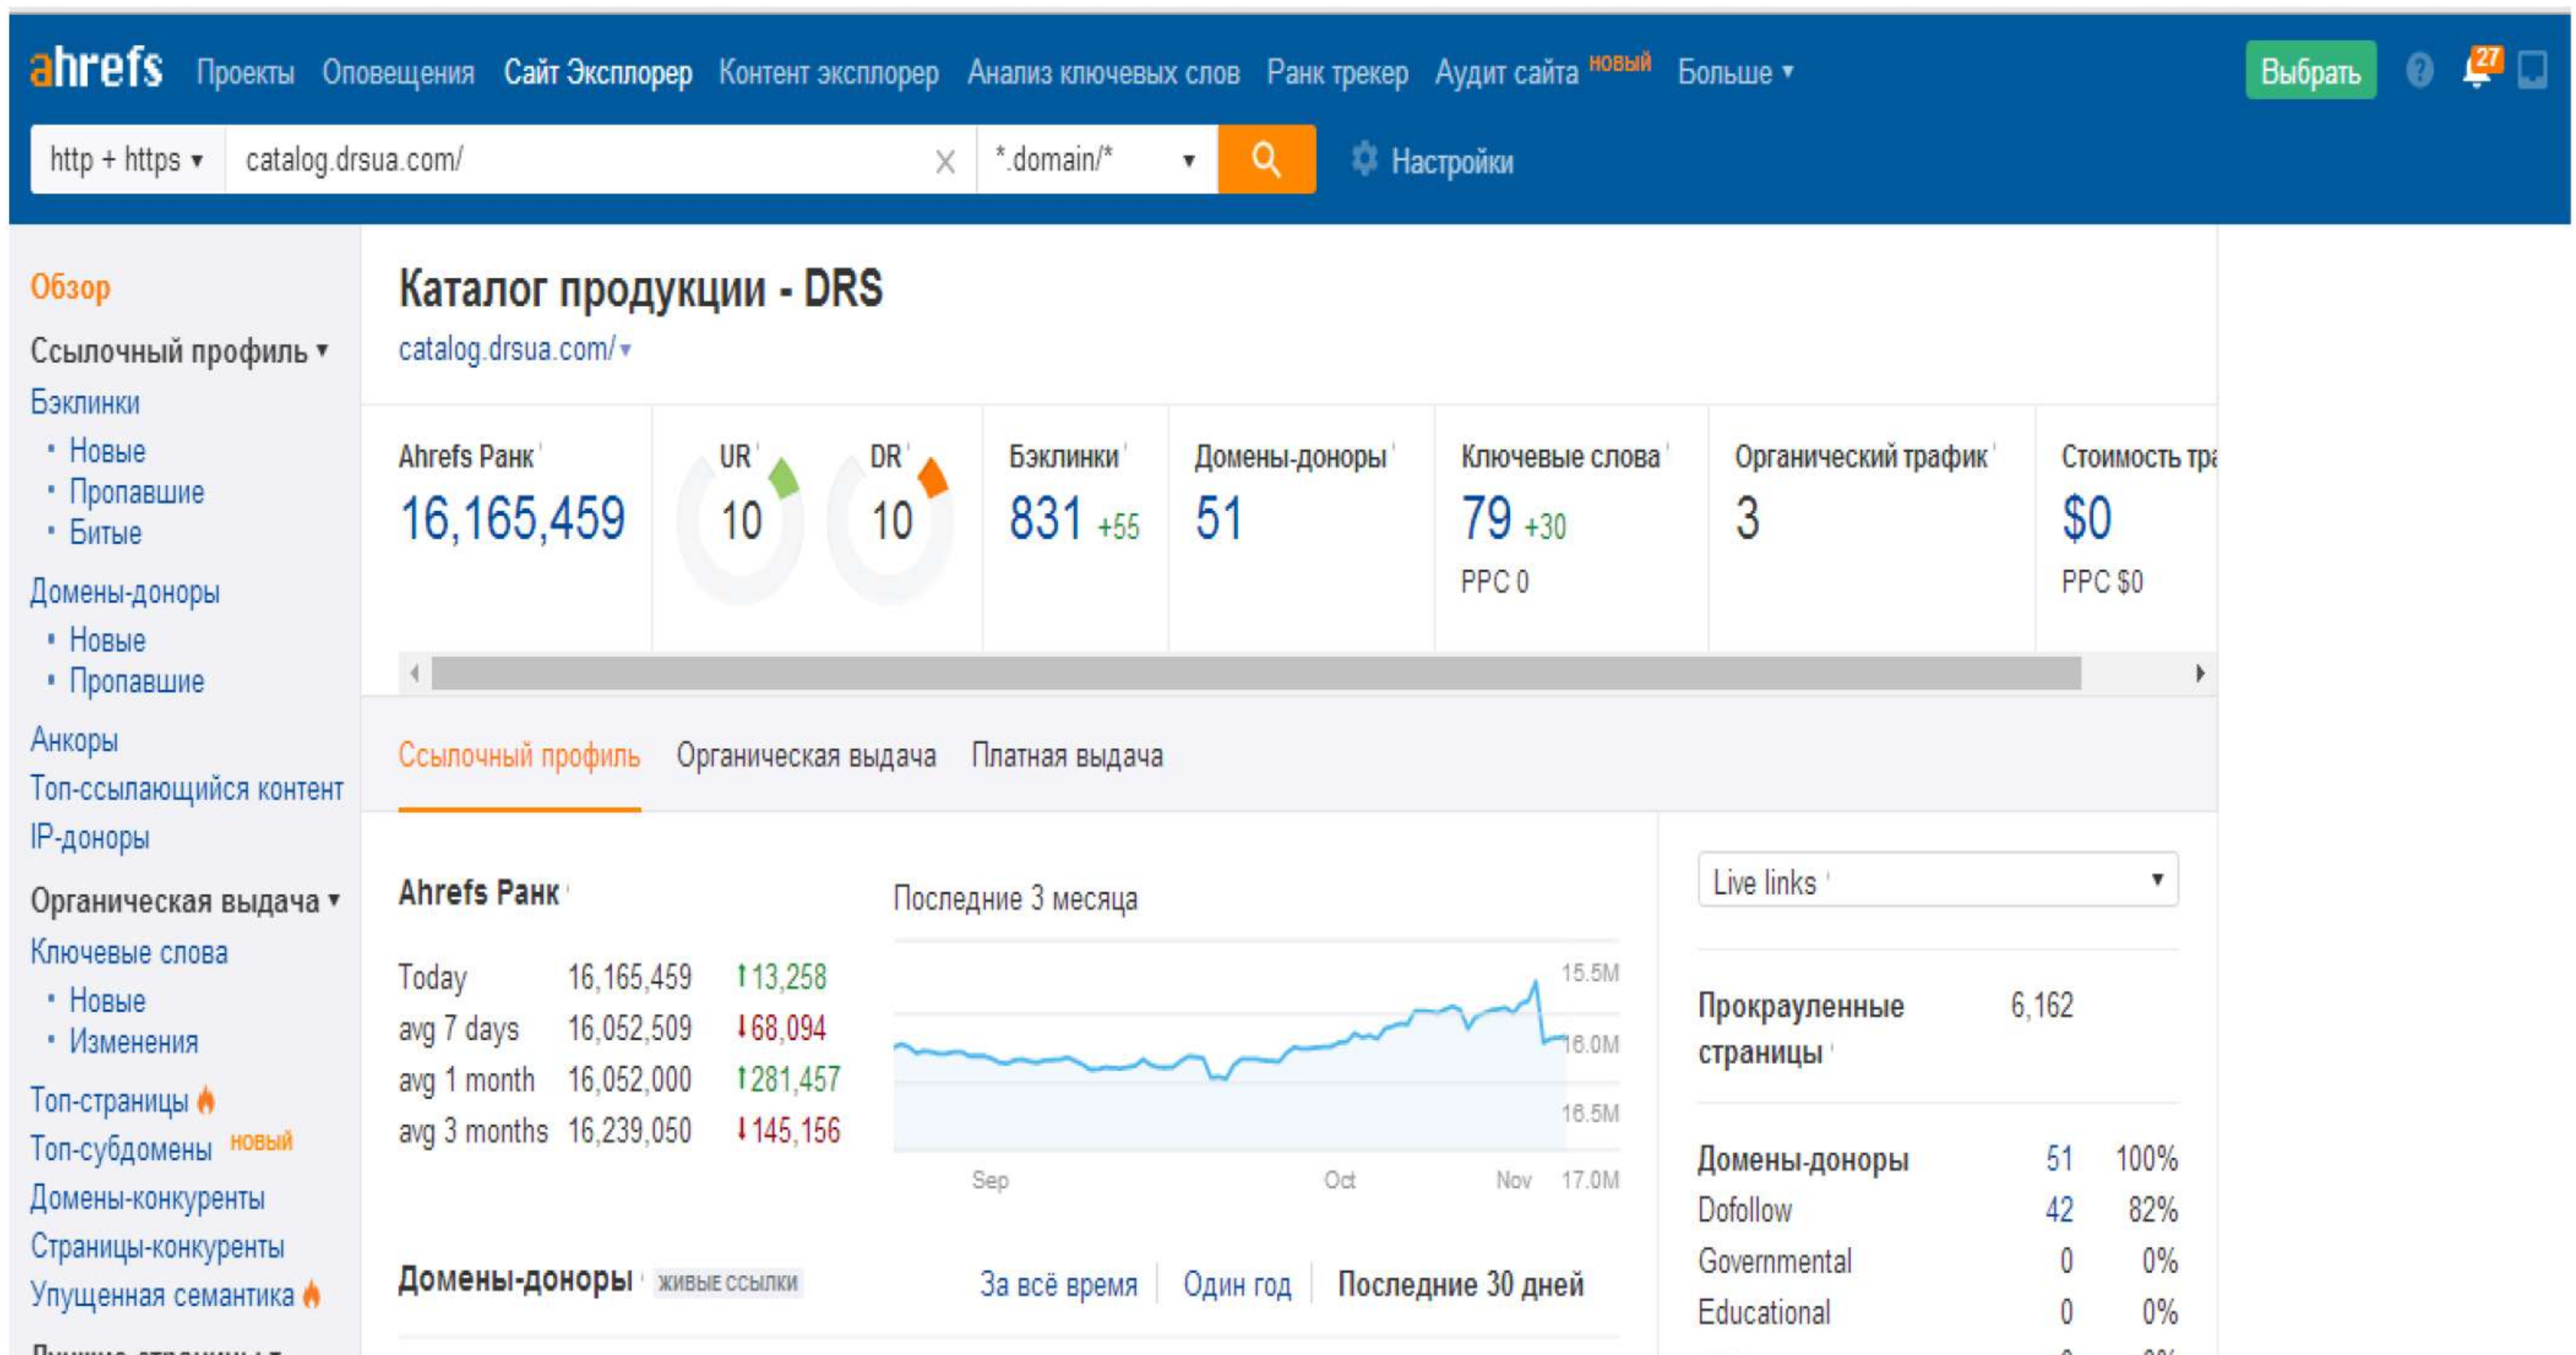 ahrefs Проекты Оповещения Сайт Эксплорер Контент эксплорер Анализ ключевых слов Ранк трекер Аудит сайта новый Больше Выбрать 27
http + https catalog.drsua.com/ *.domain/* Настройки
Обзор
Ссылочный профиль
Бэклинки
Новые
Пропавшие
Битые
Домены-доноры
Новые
Пропавшие
Анкоры
Топ-ссылающийся контент
IP-доноры
Органическая выдача
Ключевые слова
Новые
Изменения
Топ-страницы
Топ-субдомены новый
Домены-конкуренты
Страницы-конкуренты
Упущенная семантика
Каталог продукции - DRS
catalog.drsua.com/
Ahrefs Ранк UR DR Бэклинки Домены-доноры Ключевые слова Органический трафик Стоимость тра
16,165,459 10 10 831 +55 51 79 +30 3 $0
PPC 0 PPC $0
Ссылочный профиль Органическая выдача Платная выдача
Ahrefs Ранк
Today 16,165,459 13,258
avg 7 days 16,052,509 68,094
avg 1 month 16,052,000 281,457
avg 3 months 16,239,050 145,156
Последние 3 месяца
15.5M
16.0M
16.5M
Sep Oct Nov 17.0M
Домены-доноры живые ссылки За всё время Один год Последние 30 дней
Live links
Прокрауленные 6,162
страницы
Домены-доноры 51 100%
Dofollow 42 82%
Governmental 0 0%
Educational 0 0%